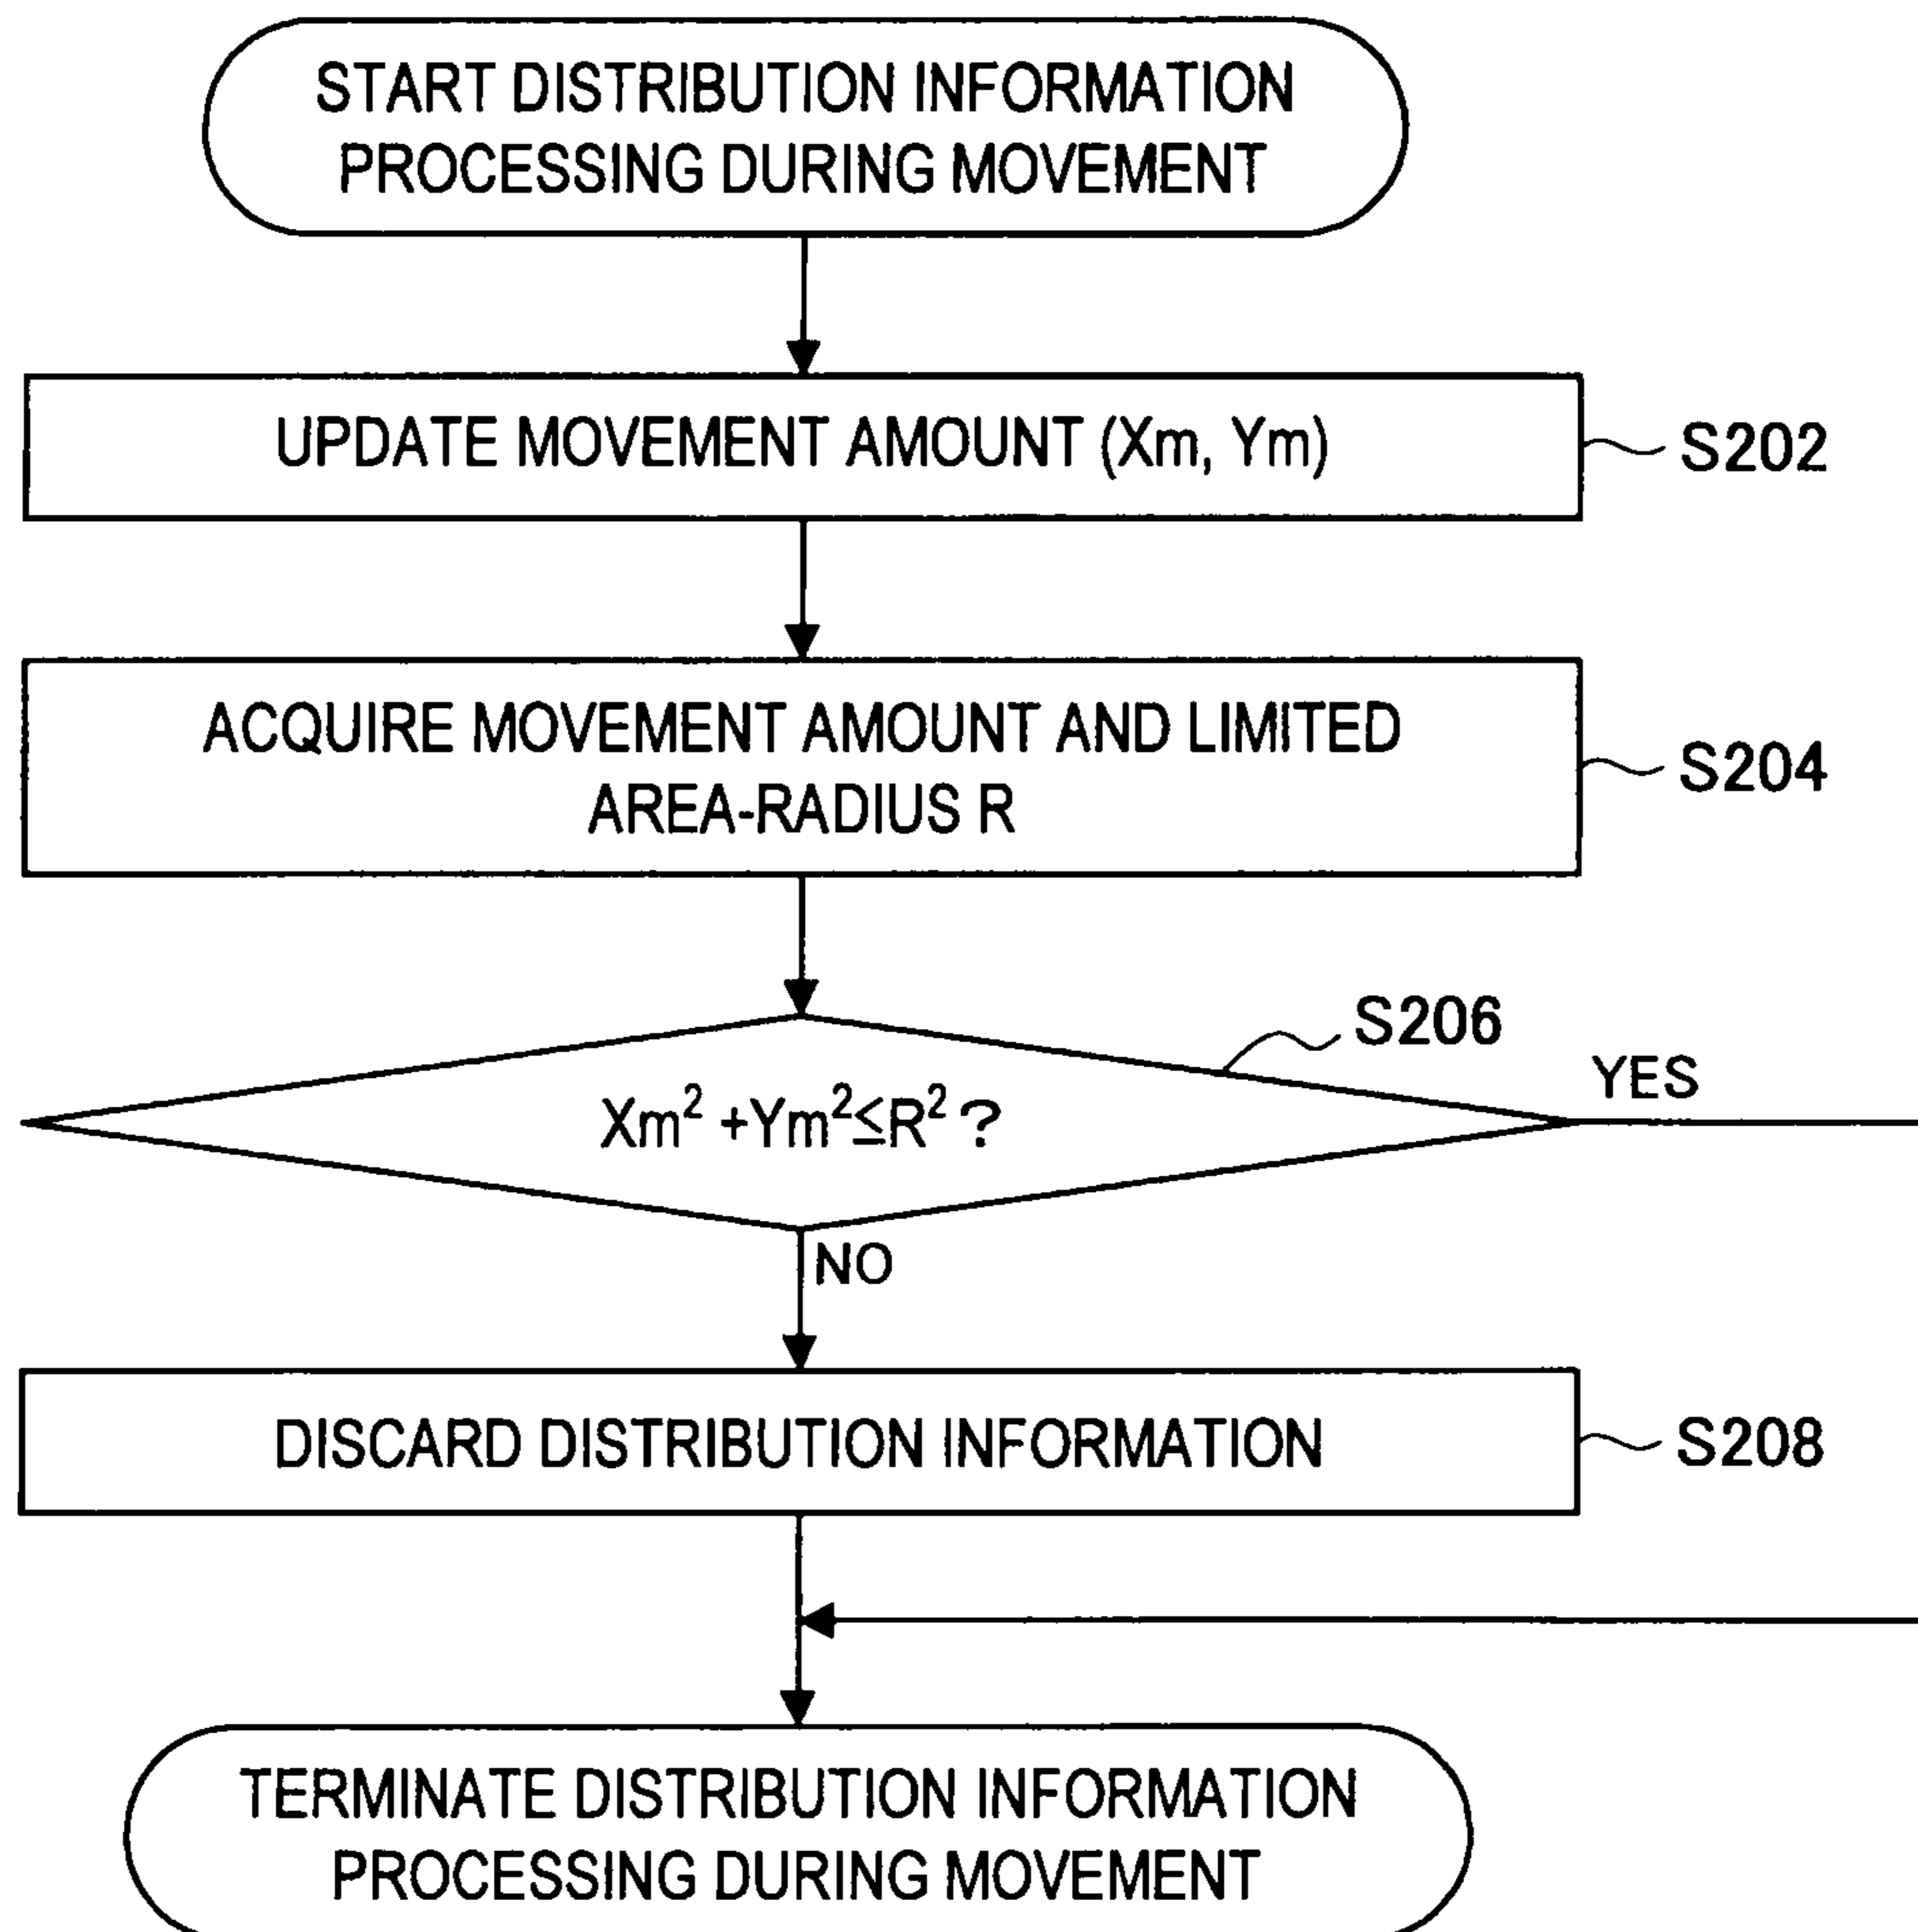 START DISTRIBUTION INFORMATION
PROCESSING DURING MOVEMENT
UPDATE MOVEMENT AMOUNT (Xm, Ym)
S202
ACQUIRE MOVEMENT AMOUNT AND LIMITED
AREA-RADIUS R
S204
S206
YES
Xm² +Ym²≤R² ?
NO
DISCARD DISTRIBUTION INFORMATION
S208
TERMINATE DISTRIBUTION INFORMATION
PROCESSING DURING MOVEMENT